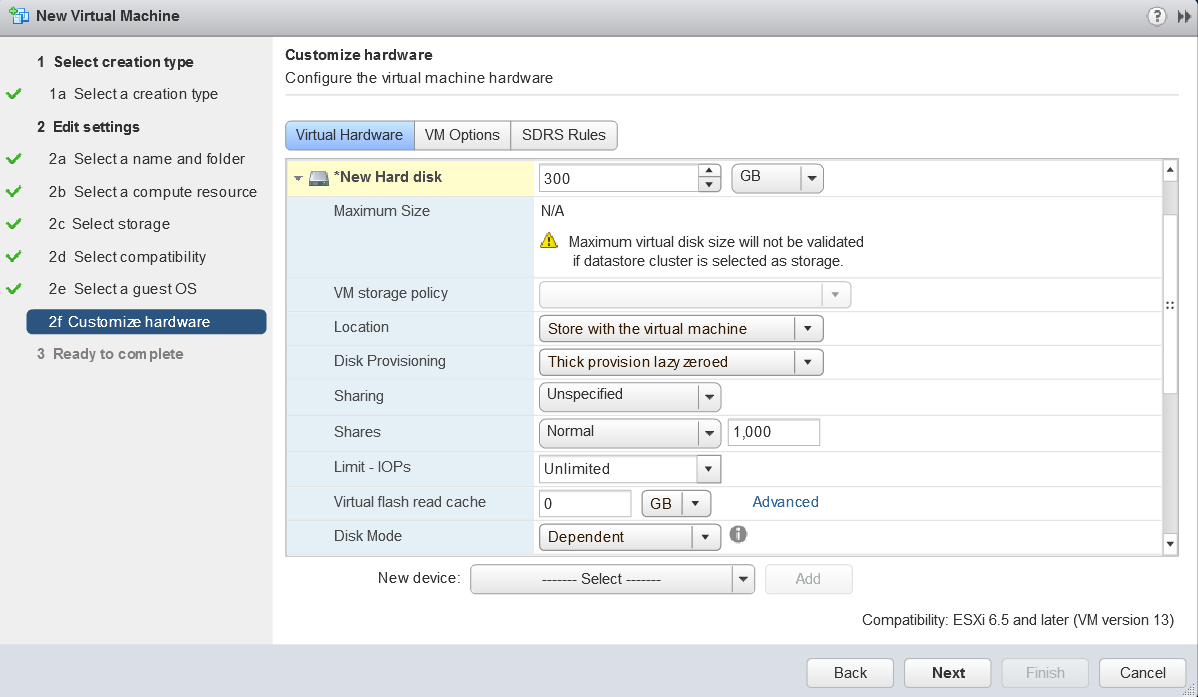 New Virtual Machine
?
1 Select creation type
1a Select a creation type
2 Edit settings
2a Select a name and folder
2b Select a compute resource
2c Select storage
2d Select compatibility
2e Select a guest OS
2f Customize hardware
3 Ready to complete
Customize hardware
Configure the virtual machine hardware
Virtual Hardware VM Options SDRS Rules
*New Hard disk 300 GB
Maximum Size N/A
Maximum virtual disk size will not be validated
if datastore cluster is selected as storage.
VM storage policy
Location Store with the virtual machine
Disk Provisioning Thick provision lazy zeroed
Sharing Unspecified
Shares Normal 1,000
Limit - IOPs Unlimited
Virtual flash read cache 0 GB Advanced
Disk Mode Dependent
New device: ------- Select ------- Add
Compatibility: ESXi 6.5 and later (VM version 13)
Back Next Finish Cancel